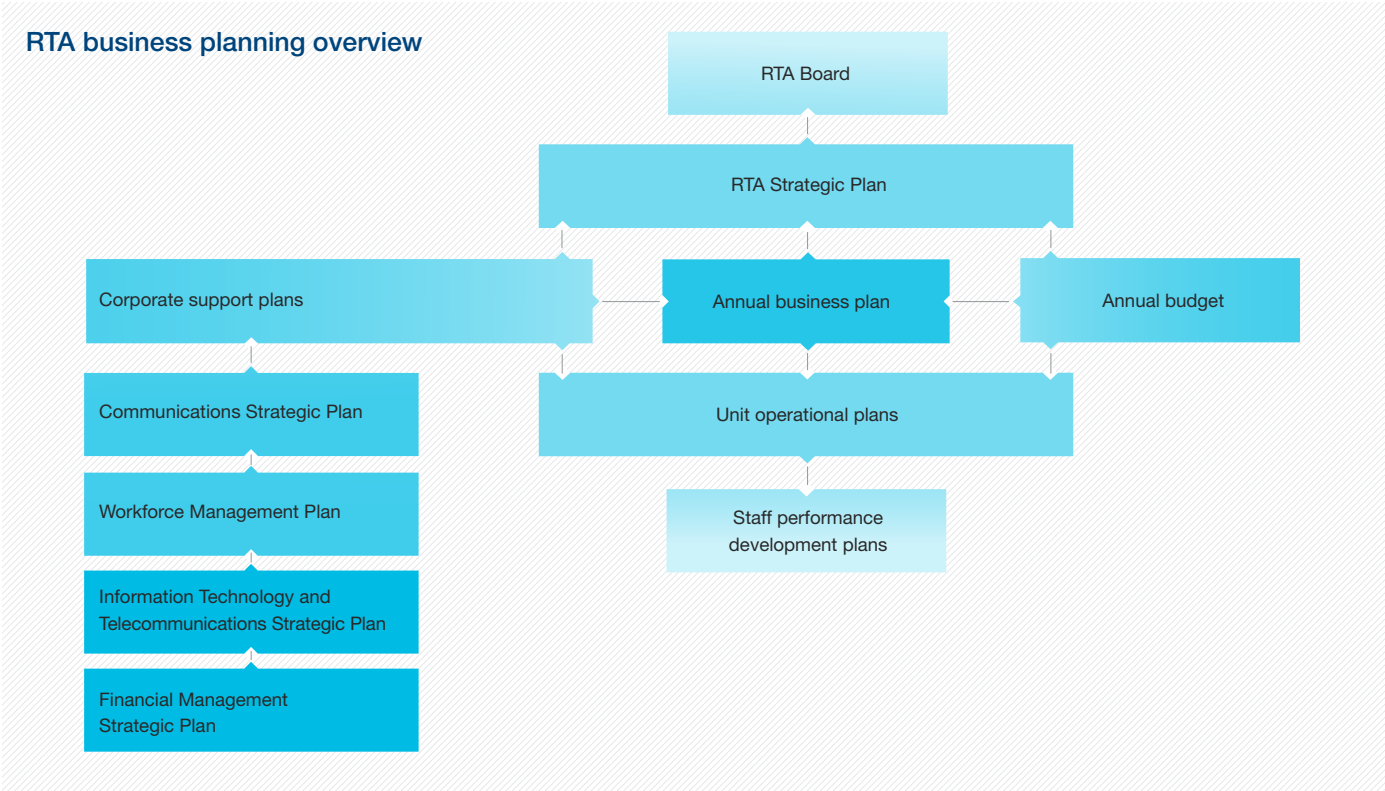 RTA business planning overview
RTA Board
RTA Strategic Plan
Corporate support plans
Annual business plan
Annual budget
Communications Strategic Plan
Unit operational plans
Workforce Management Plan
Staff performance
development plans
Information Technology and
Telecommunications Strategic Plan
Financial Management
Strategic Plan